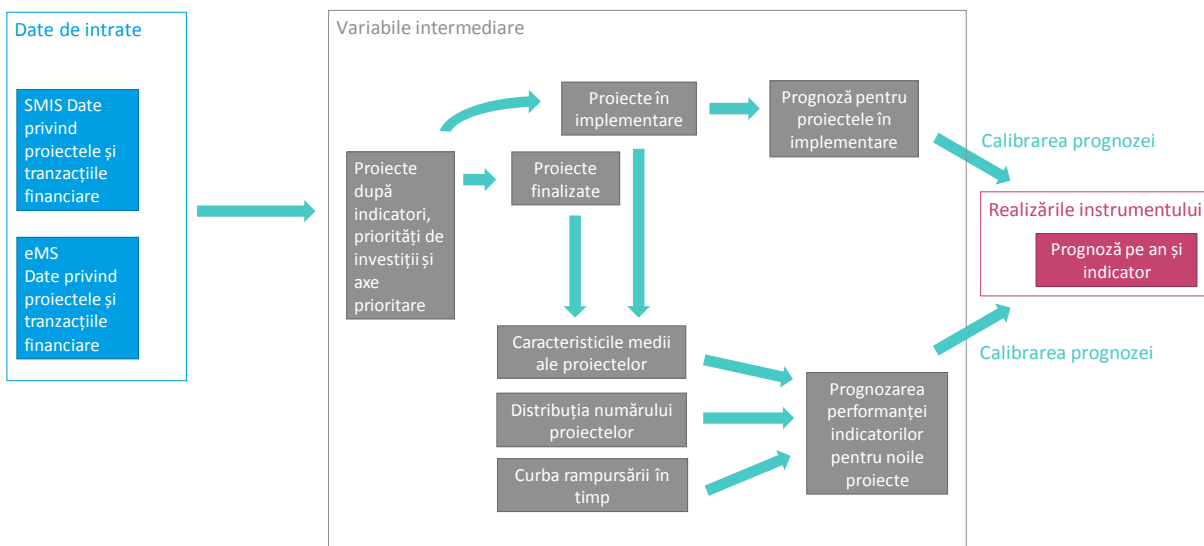 Date de intrate
SMIS Date
privind
proiectele și
tranzacțiile
financiare
eMS
Date privind
proiectele și
tranzacțiile
financiare
Variabile intermediare
Proiecte
după
indicatori,
priorități de
investiții și
axe
prioritare
Proiecte în
implementare
Proiecte
finalizate
Prognoză pentru
proiectele în
implementare
Caracteristicile medii
ale proiectelor
Distribuția numărului
proiectelor
Curba rampursării în
timp
Prognozarea
performanței
indicatorilor
pentru noile
proiecte
Calibrarea prognozei
Realizările instrumentului
Prognoză pe an și
indicator
Calibrarea prognozei